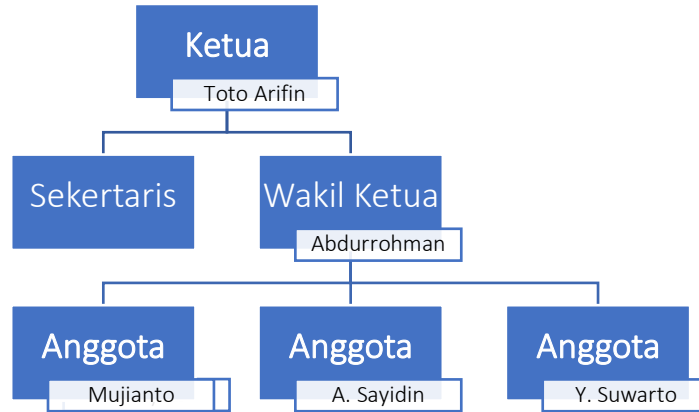 Ketua
Toto Arifin
Sekertaris
Wakil Ketua
Abdurrohman
Anggota
Mujianto
Anggota
A. Sayidin
Anggota
Y. Suwarto